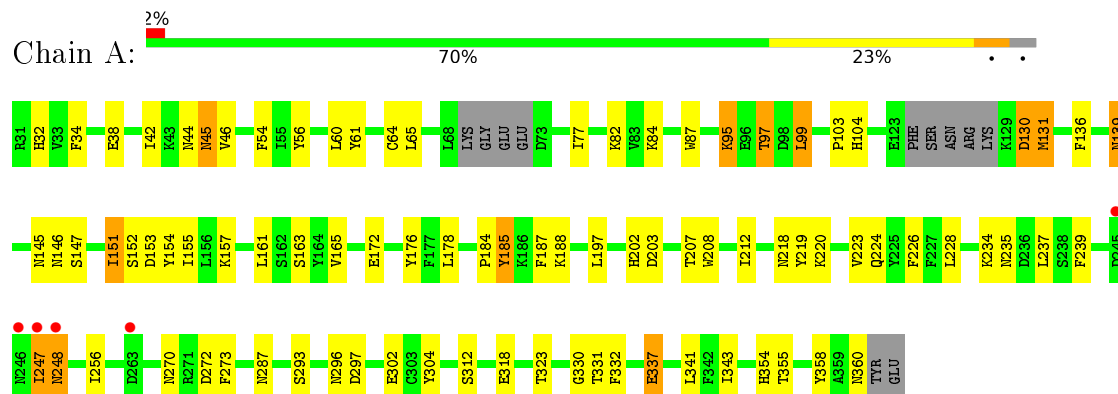 2%
Chain A:
70% 23% . .
R31 H32 V33 F34 E38 I42 K43 N44 N45 V46 F54 I55 Y56 L60 Y61 C64 L65 L68 LYS GLY GLU GLU D73 I77 K82 V83 K84 W87 K95 E96 T97 D98 L99 P103 H104 E123 PHE SER ASN ARG LYS K129 D130 M131 F136
N145 N146 S147 I151 S152 D153 Y154 I155 L156 K157 L161 S162 S163 Y164 V165 E172 Y176 F177 L178 P184 Y185 K186 F187 K188 L197 H202 D203 T207 W208 I212 N218 Y219 K220 V223 Q224 Y225 F226 F227 L228 K234 N235 D236 L237 S238 F239 D245
N246 I247 N248 I256 D263 N270 R271 D272 F273 N287 S293 N296 D297 E302 C303 Y304 S312 E318 T323 G330 T331 F332 E337 L341 F342 I343 H354 T355 Y358 A359 N360 TYR GLU